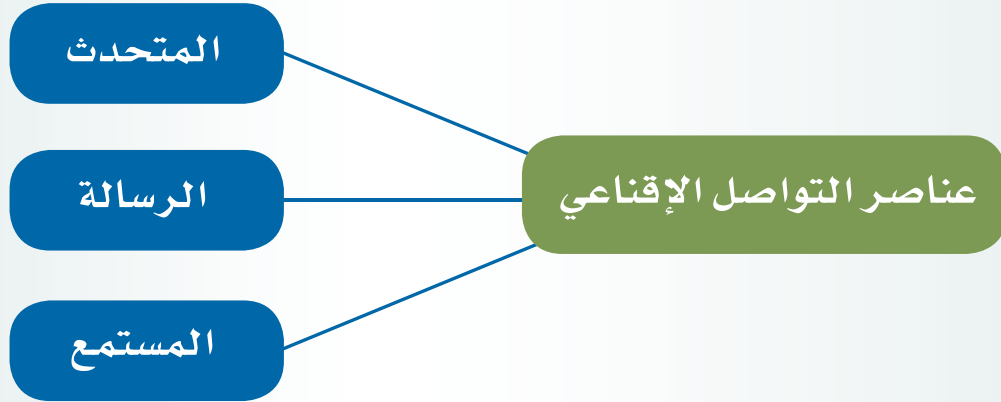 عناصر التواصل الإقناعي
المتحدث
الرسالة
المستمع